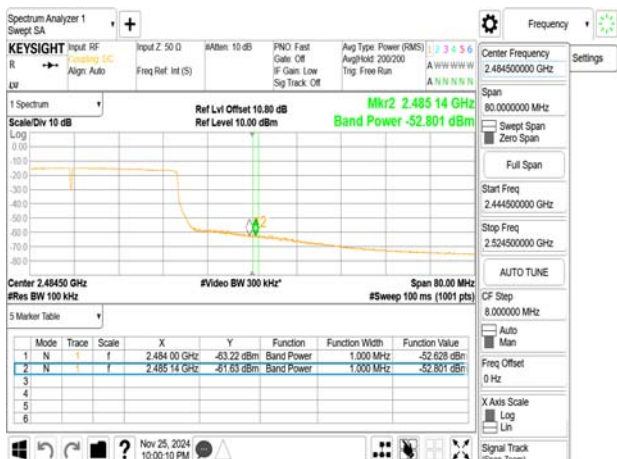 Spectrum Analyzer 1
Swept SA
Frequency
KEYSIGHT
Input: RF
Coupling: DC
Align: Auto
Input Z: 50 Ω
Freq Ref: Int (S)
#Atten: 10 dB
PNO: Fast
Gate: Off
IF Gain: Low
Sig Track: Off
Avg Type: Power (RMS)
Avg|Hold: 200/200
Trig: Free Run
1 2 3 4 5 6
A W W W W W
A N N N N N
R
LXI
Center Frequency
2.484500000 GHz
Settings
Span
80.0000000 MHz
Swept Span
Zero Span
Full Span
Start Freq
2.444500000 GHz
Stop Freq
2.524500000 GHz
AUTO TUNE
CF Step
8.000000 MHz
Auto
Man
Freq Offset
0 Hz
X Axis Scale
Log
Lin
Signal Track
(Span Zoom)
1 Spectrum
Scale/Div 10 dB
Ref Lvl Offset 10.80 dB
Ref Level 10.00 dBm
Mkr2 2.485 14 GHz
Band Power -52.801 dBm
Log
0.00
-10.0
-20.0
-30.0
-40.0
-50.0
-60.0
-70.0
-80.0
2
Center 2.48450 GHz
#Res BW 100 kHz
#Video BW 300 kHz*
Span 80.00 MHz
#Sweep 100 ms (1001 pts)
5 Marker Table
Mode Trace Scale X Y Function Function Width Function Value
1 N 1 f 2.484 00 GHz -63.22 dBm Band Power 1.000 MHz -52.628 dBm
2 N 1 f 2.485 14 GHz -61.63 dBm Band Power 1.000 MHz -52.801 dBm
3
4
5
6
?
Nov 25, 2024
10:00:10 PM